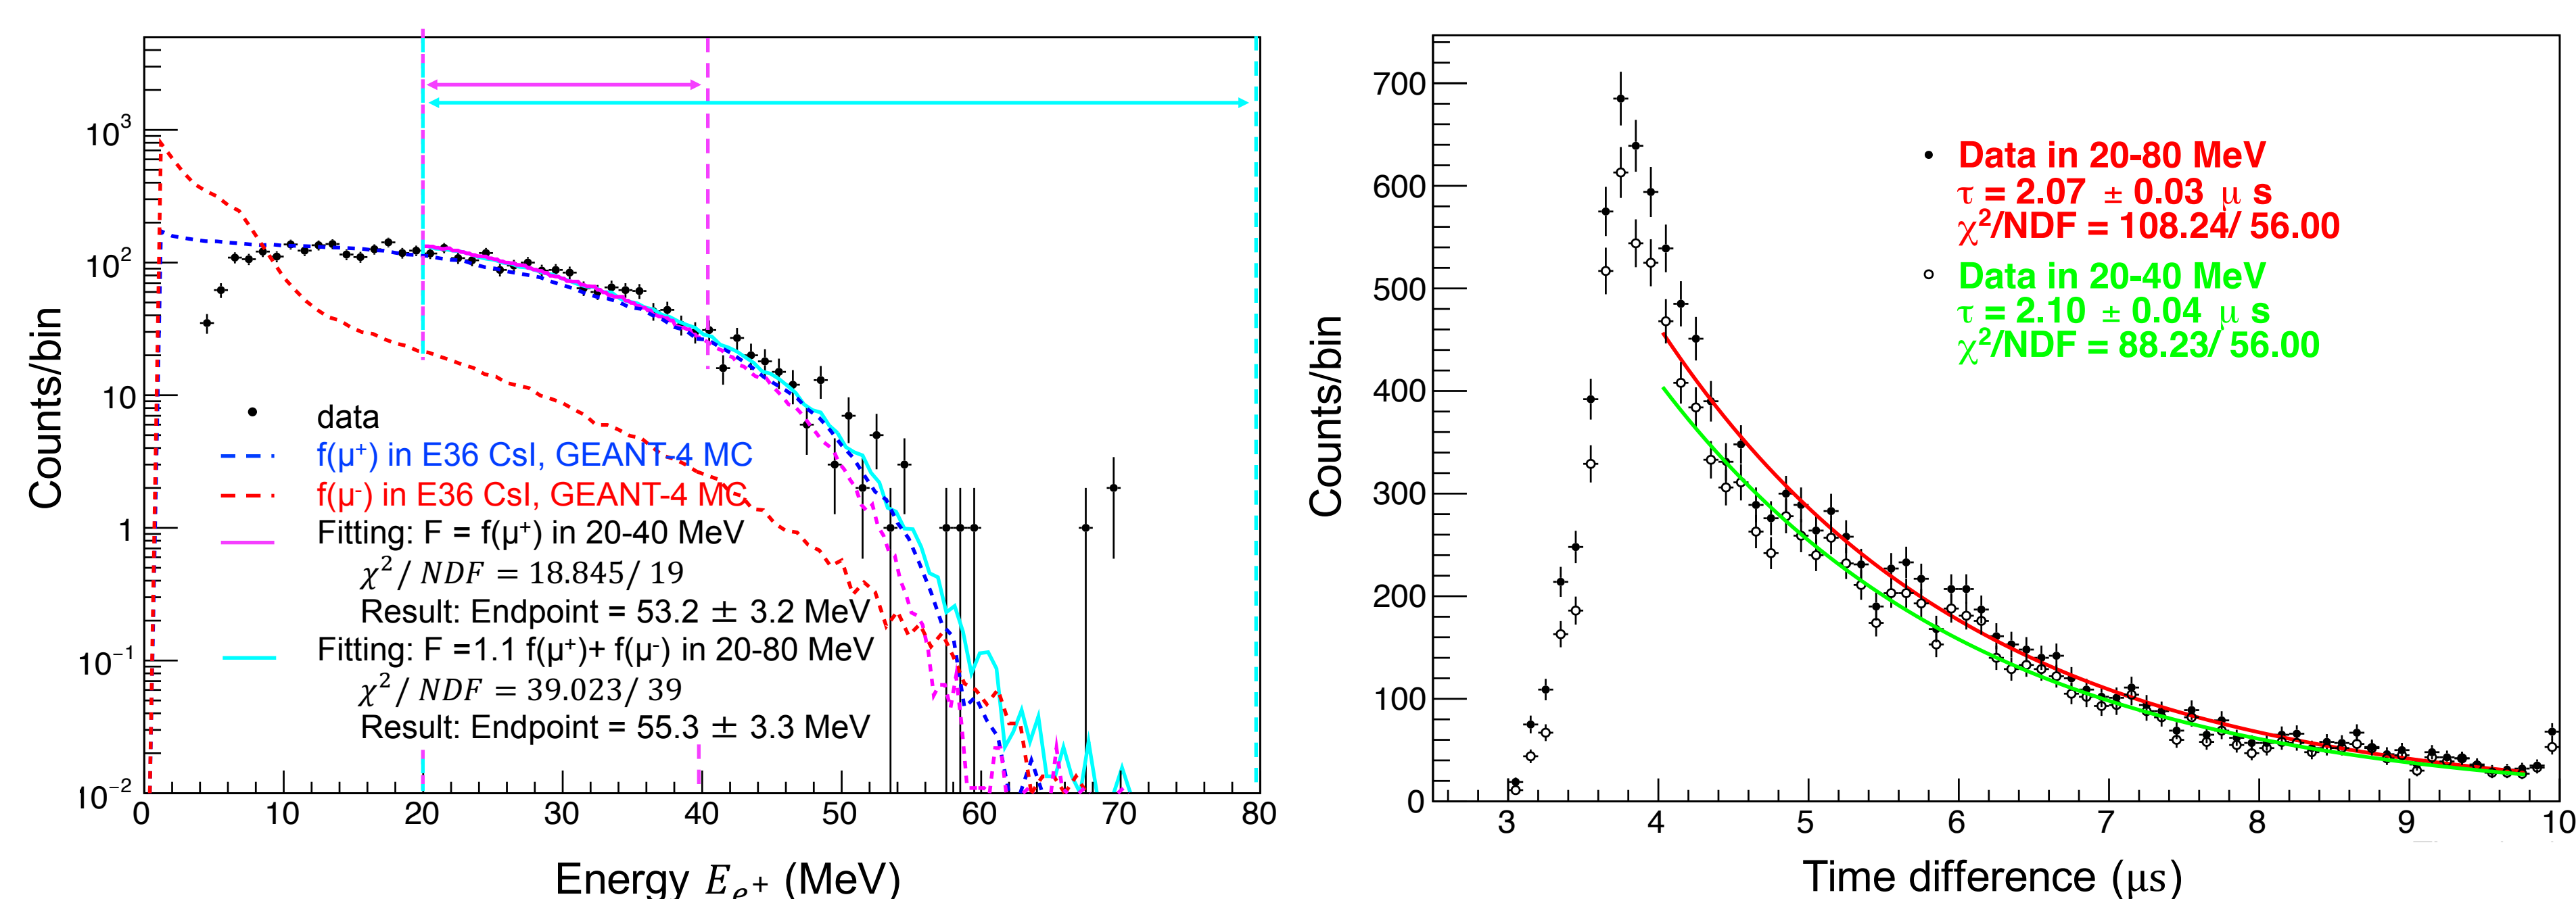 Counts/bin
10³
10²
10
1
10⁻¹
10⁻²
data
f(μ⁺) in E36 CsI, GEANT-4 MC
f(μ⁻) in E36 CsI, GEANT-4 MC
Fitting: F = f(μ⁺) in 20-40 MeV
χ²/ NDF = 18.845/ 19
Result: Endpoint = 53.2 ± 3.2 MeV
Fitting: F =1.1 f(μ⁺)+ f(μ⁻) in 20-80 MeV
χ²/ NDF = 39.023/ 39
Result: Endpoint = 55.3 ± 3.3 MeV
0 10 20 30 40 50 60 70 80
Energy E_e⁺ (MeV)
Counts/bin
700
600
500
400
300
200
100
0
Data in 20-80 MeV
τ = 2.07 ± 0.03 μ s
χ²/NDF = 108.24/ 56.00
Data in 20-40 MeV
τ = 2.10 ± 0.04 μ s
χ²/NDF = 88.23/ 56.00
3 4 5 6 7 8 9 10
Time difference (μs)